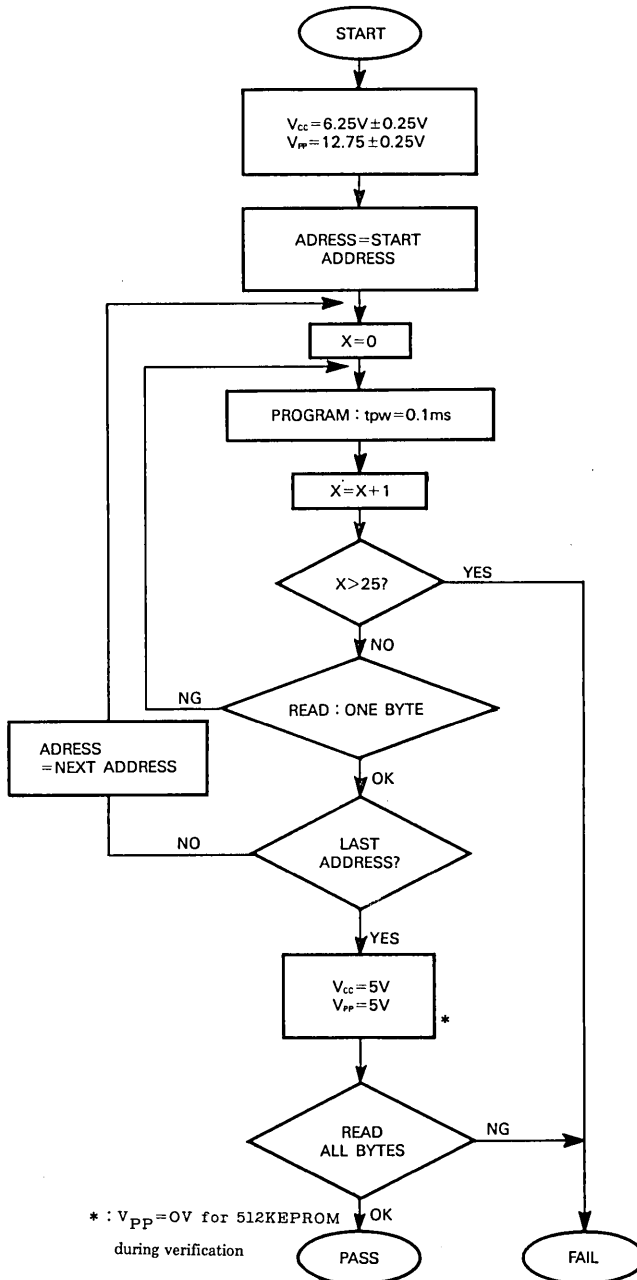 START
Vcc=6.25V±0.25V
Vpp=12.75±0.25V
ADRESS=START
ADDRESS
X=0
PROGRAM : tpw=0.1ms
X=X+1
X>25?
YES
NO
NG
READ : ONE BYTE
ADRESS
=NEXT ADDRESS
OK
NO
LAST
ADDRESS?
YES
Vcc=5V
Vpp=5V
*
READ
ALL BYTES
NG
* : VPP=0V for 512KEPROM
during verification
OK
PASS
FAIL